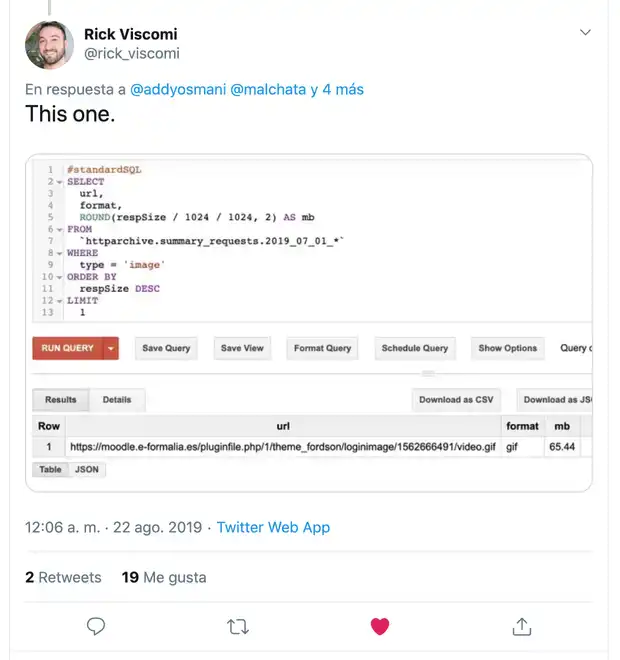 Rick Viscomi
@rick_viscomi
En respuesta a @addyosmani @malchata y 4 más
This one.
1 #standardSQL
2 SELECT
3 url,
4 format,
5 ROUND(respSize / 1024 / 1024, 2) AS mb
6 FROM
7 `httparchive.summary_requests.2019_07_01_*`
8 WHERE
9 type = 'image'
10 ORDER BY
11 respSize DESC
12 LIMIT
13 1
RUN QUERY Save Query Save View Format Query Schedule Query Show Options Query
Results Details Download as CSV Download as JS
Row url format mb
1 https://moodle.e-formalia.es/pluginfile.php/1/theme_fordson/loginimage/1562666491/video.gif gif 65.44
Table JSON
12:06 a. m. · 22 ago. 2019 · Twitter Web App
2 Retweets 19 Me gusta